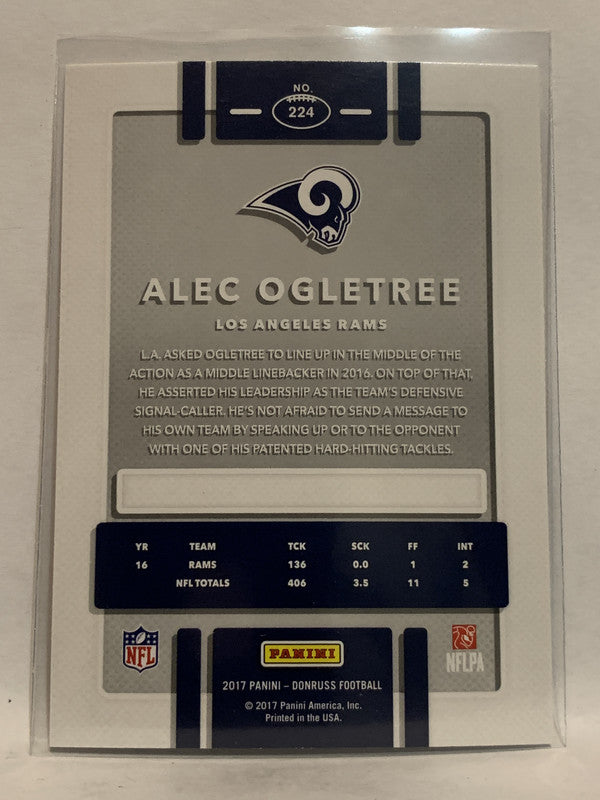 NO.
224
ALEC OGLETREE
LOS ANGELES RAMS
L.A. ASKED OGLETREE TO LINE UP IN THE MIDDLE OF THE
ACTION AS A MIDDLE LINEBACKER IN 2016. ON TOP OF THAT,
HE ASSERTED HIS LEADERSHIP AS THE TEAM'S DEFENSIVE
SIGNAL-CALLER. HE'S NOT AFRAID TO SEND A MESSAGE TO
HIS OWN TEAM BY SPEAKING UP OR TO THE OPPONENT
WITH ONE OF HIS PATENTED HARD-HITTING TACKLES.
YR TEAM TCK SCK FF INT
16 RAMS 136 0.0 1 2
NFL TOTALS 406 3.5 11 5
NFL
PANINI
NFLPA
2017 PANINI – DONRUSS FOOTBALL
© 2017 Panini America, Inc.
Printed in the USA.